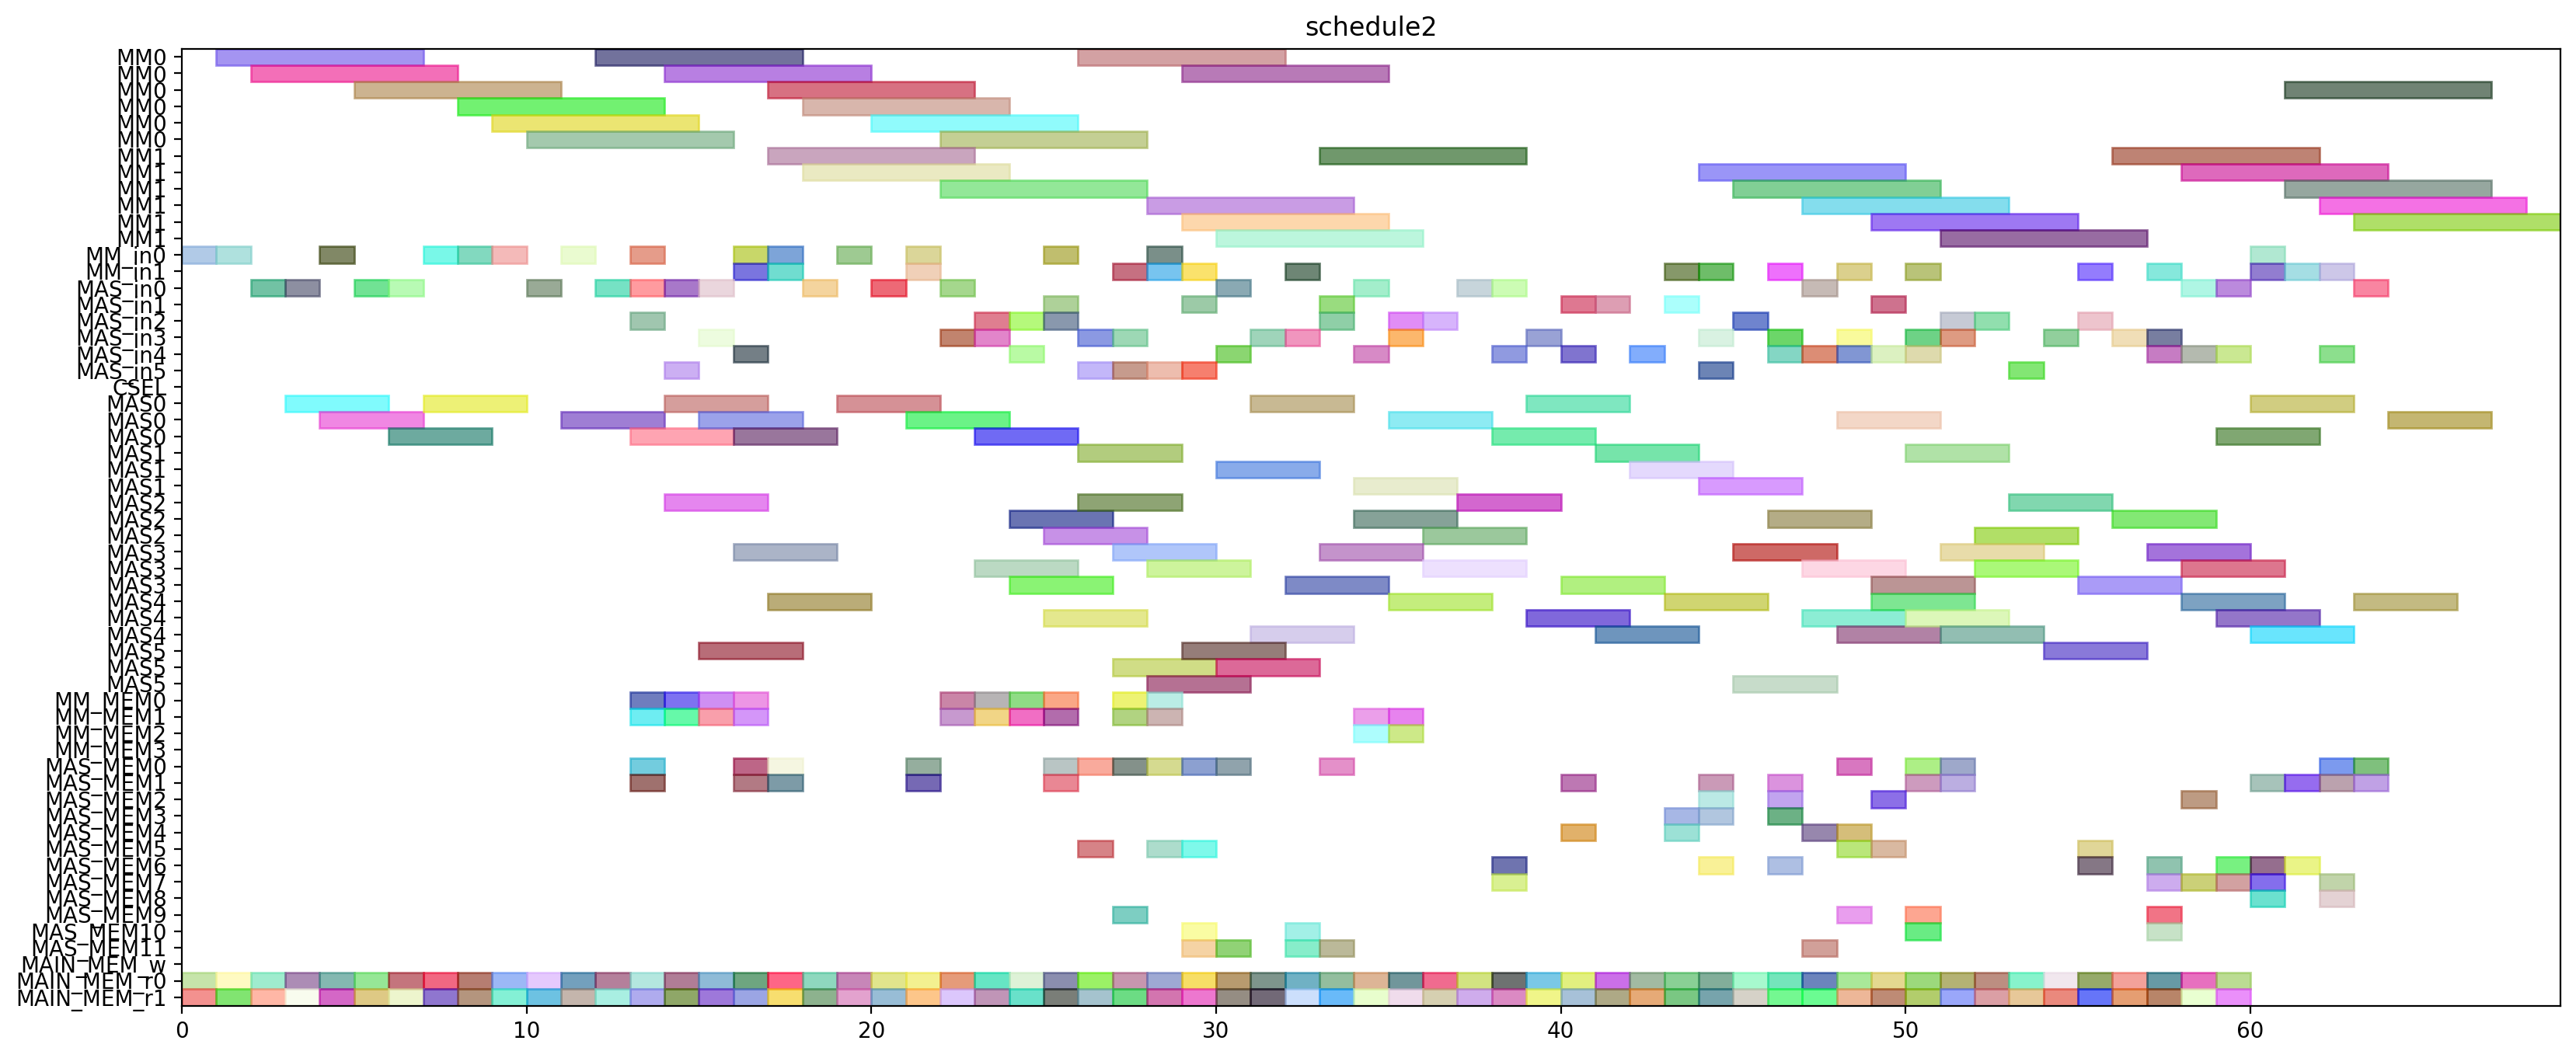 schedule2
MM0
MM0
MM0
MM0
MM0
MM0
MM1
MM1
MM1
MM1
MM1
MM1
MM_in0
MM_in1
MAS_in0
MAS_in1
MAS_in2
MAS_in3
MAS_in4
MAS_in5
CSEL
MAS0
MAS0
MAS0
MAS1
MAS1
MAS1
MAS2
MAS2
MAS2
MAS3
MAS3
MAS3
MAS4
MAS4
MAS4
MAS5
MAS5
MAS5
MM_MEM0
MM_MEM1
MM_MEM2
MM_MEM3
MAS_MEM0
MAS_MEM1
MAS_MEM2
MAS_MEM3
MAS_MEM4
MAS_MEM5
MAS_MEM6
MAS_MEM7
MAS_MEM8
MAS_MEM9
MAS_MEM10
MAS_MEM11
MAIN_MEM_w
MAIN_MEM_r0
MAIN_MEM_r1
0 10 20 30 40 50 60